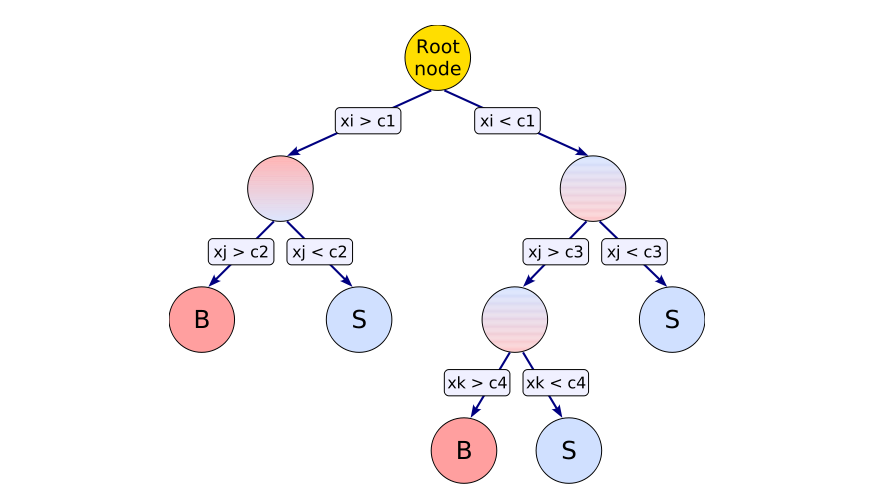 Root
node
xi > c1
xi < c1
xj > c2
xj < c2
xj > c3
xj < c3
B
S
S
xk > c4
xk < c4
B
S